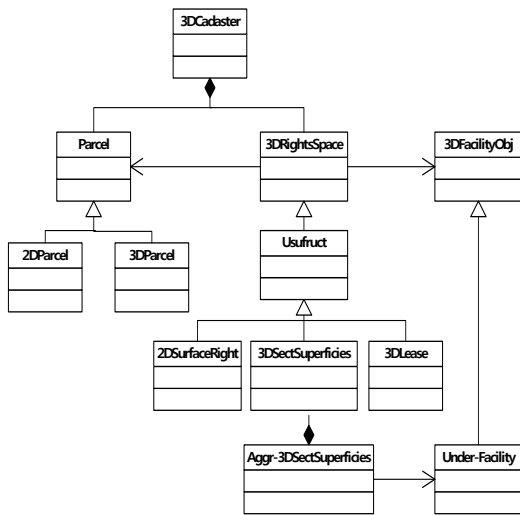 3DCadaster
Parcel
3DRightsSpace
3DFacilityObj
2DParcel
3DParcel
Usufruct
2DSurfaceRight
3DSectSuperficies
3DLease
Aggr-3DSectSuperficies
Under-Facility